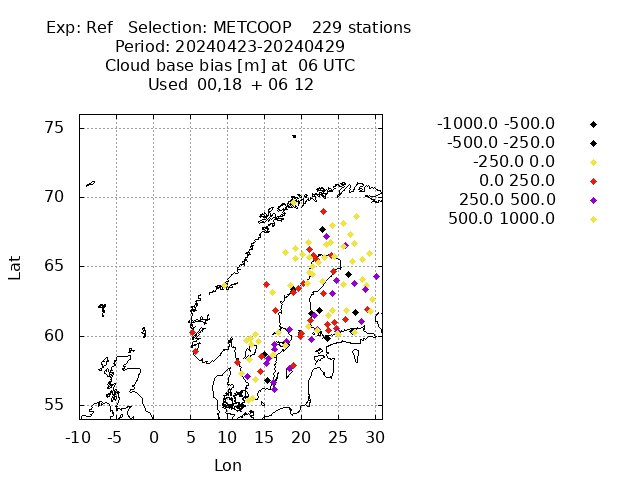 Exp: Ref   Selection: METCOOP    229 stations
Period: 20240423-20240429
Cloud base bias [m] at  06 UTC
Used  00,18  + 06 12
-1000.0 -500.0
-500.0 -250.0
-250.0 0.0
0.0 250.0
250.0 500.0
500.0 1000.0
75
70
65
60
55
Lat
-10 -5 0 5 10 15 20 25 30
Lon